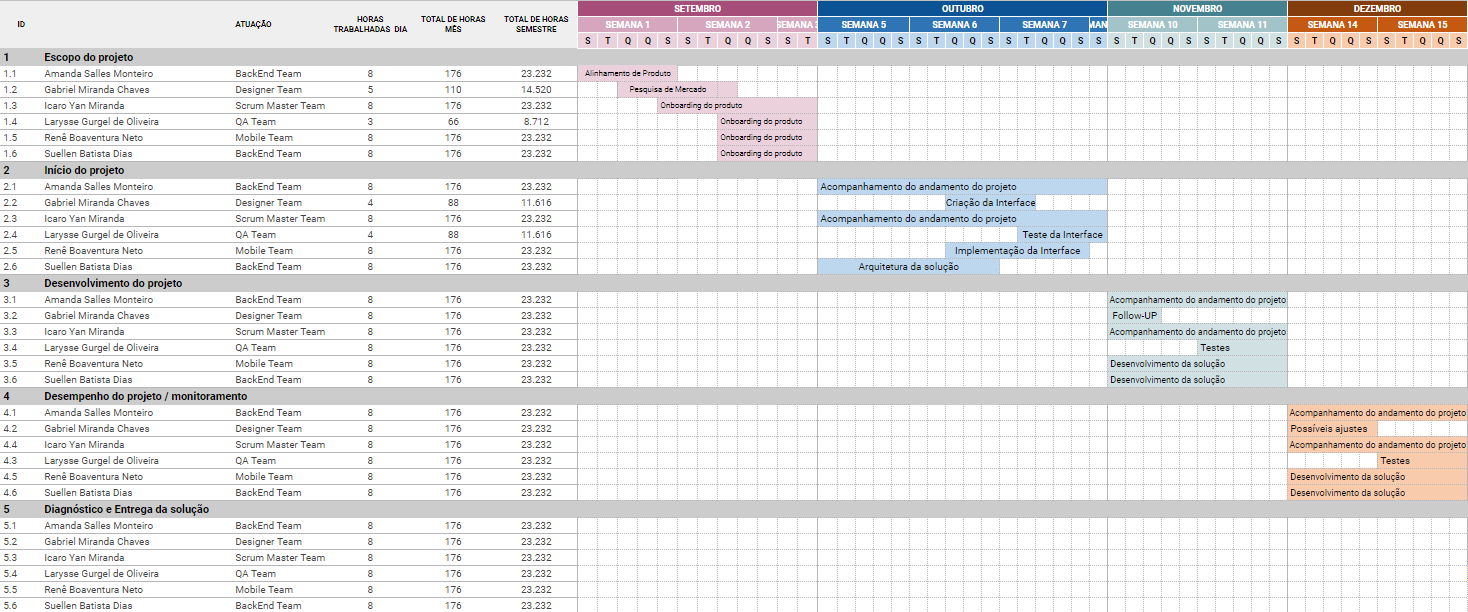 SETEMBRO OUTUBRO NOVEMBRO DEZEMBRO
ID ATUAÇÃO HORAS TRABALHADAS DIA TOTAL DE HORAS MÊS TOTAL DE HORAS SEMESTRE
SEMANA 1 SEMANA 2 SEMANA 3 SEMANA 5 SEMANA 6 SEMANA 7 MAN SEMANA 10 SEMANA 11 SEMANA 14 SEMANA 15
S T Q Q S S T Q Q S S T S T Q Q S S T Q Q S S T Q Q S S S T Q Q S S T Q Q S S T Q Q S S T Q Q S
1 Escopo do projeto
1.1 Amanda Salles Monteiro BackEnd Team 8 176 23.232 Alinhamento de Produto
1.2 Gabriel Miranda Chaves Designer Team 5 110 14.520 Pesquisa de Mercado
1.3 Icaro Yan Miranda Scrum Master Team 8 176 23.232 Onboarding do produto
1.4 Larysse Gurgel de Oliveira QA Team 3 66 8.712 Onboarding do produto
1.5 Renê Boaventura Neto Mobile Team 8 176 23.232 Onboarding do produto
1.6 Suellen Batista Dias BackEnd Team 8 176 23.232 Onboarding do produto
2 Início do projeto
2.1 Amanda Salles Monteiro BackEnd Team 8 176 23.232 Acompanhamento do andamento do projeto
2.2 Gabriel Miranda Chaves Designer Team 4 88 11.616 Criação da Interface
2.3 Icaro Yan Miranda Scrum Master Team 8 176 23.232 Acompanhamento do andamento do projeto
2.4 Larysse Gurgel de Oliveira QA Team 4 88 11.616 Teste da Interface
2.5 Renê Boaventura Neto Mobile Team 8 176 23.232 Implementação da Interface
2.6 Suellen Batista Dias BackEnd Team 8 176 23.232 Arquitetura da solução
3 Desenvolvimento do projeto
3.1 Amanda Salles Monteiro BackEnd Team 8 176 23.232 Acompanhamento do andamento do projeto
3.2 Gabriel Miranda Chaves Designer Team 8 176 23.232 Follow-UP
3.3 Icaro Yan Miranda Scrum Master Team 8 176 23.232 Acompanhamento do andamento do projeto
3.4 Larysse Gurgel de Oliveira QA Team 8 176 23.232 Testes
3.5 Renê Boaventura Neto Mobile Team 8 176 23.232 Desenvolvimento da solução
3.6 Suellen Batista Dias BackEnd Team 8 176 23.232 Desenvolvimento da solução
4 Desempenho do projeto / monitoramento
4.1 Amanda Salles Monteiro BackEnd Team 8 176 23.232 Acompanhamento do andamento do projeto
4.2 Gabriel Miranda Chaves Designer Team 8 176 23.232 Possíveis ajustes
4.4 Icaro Yan Miranda Scrum Master Team 8 176 23.232 Acompanhamento do andamento do projeto
4.3 Larysse Gurgel de Oliveira QA Team 8 176 23.232 Testes
4.5 Renê Boaventura Neto Mobile Team 8 176 23.232 Desenvolvimento da solução
4.6 Suellen Batista Dias BackEnd Team 8 176 23.232 Desenvolvimento da solução
5 Diagnóstico e Entrega da solução
5.1 Amanda Salles Monteiro BackEnd Team 8 176 23.232
5.2 Gabriel Miranda Chaves Designer Team 8 176 23.232
5.3 Icaro Yan Miranda Scrum Master Team 8 176 23.232
5.4 Larysse Gurgel de Oliveira QA Team 8 176 23.232
5.5 Renê Boaventura Neto Mobile Team 8 176 23.232
5.6 Suellen Batista Dias BackEnd Team 8 176 23.232